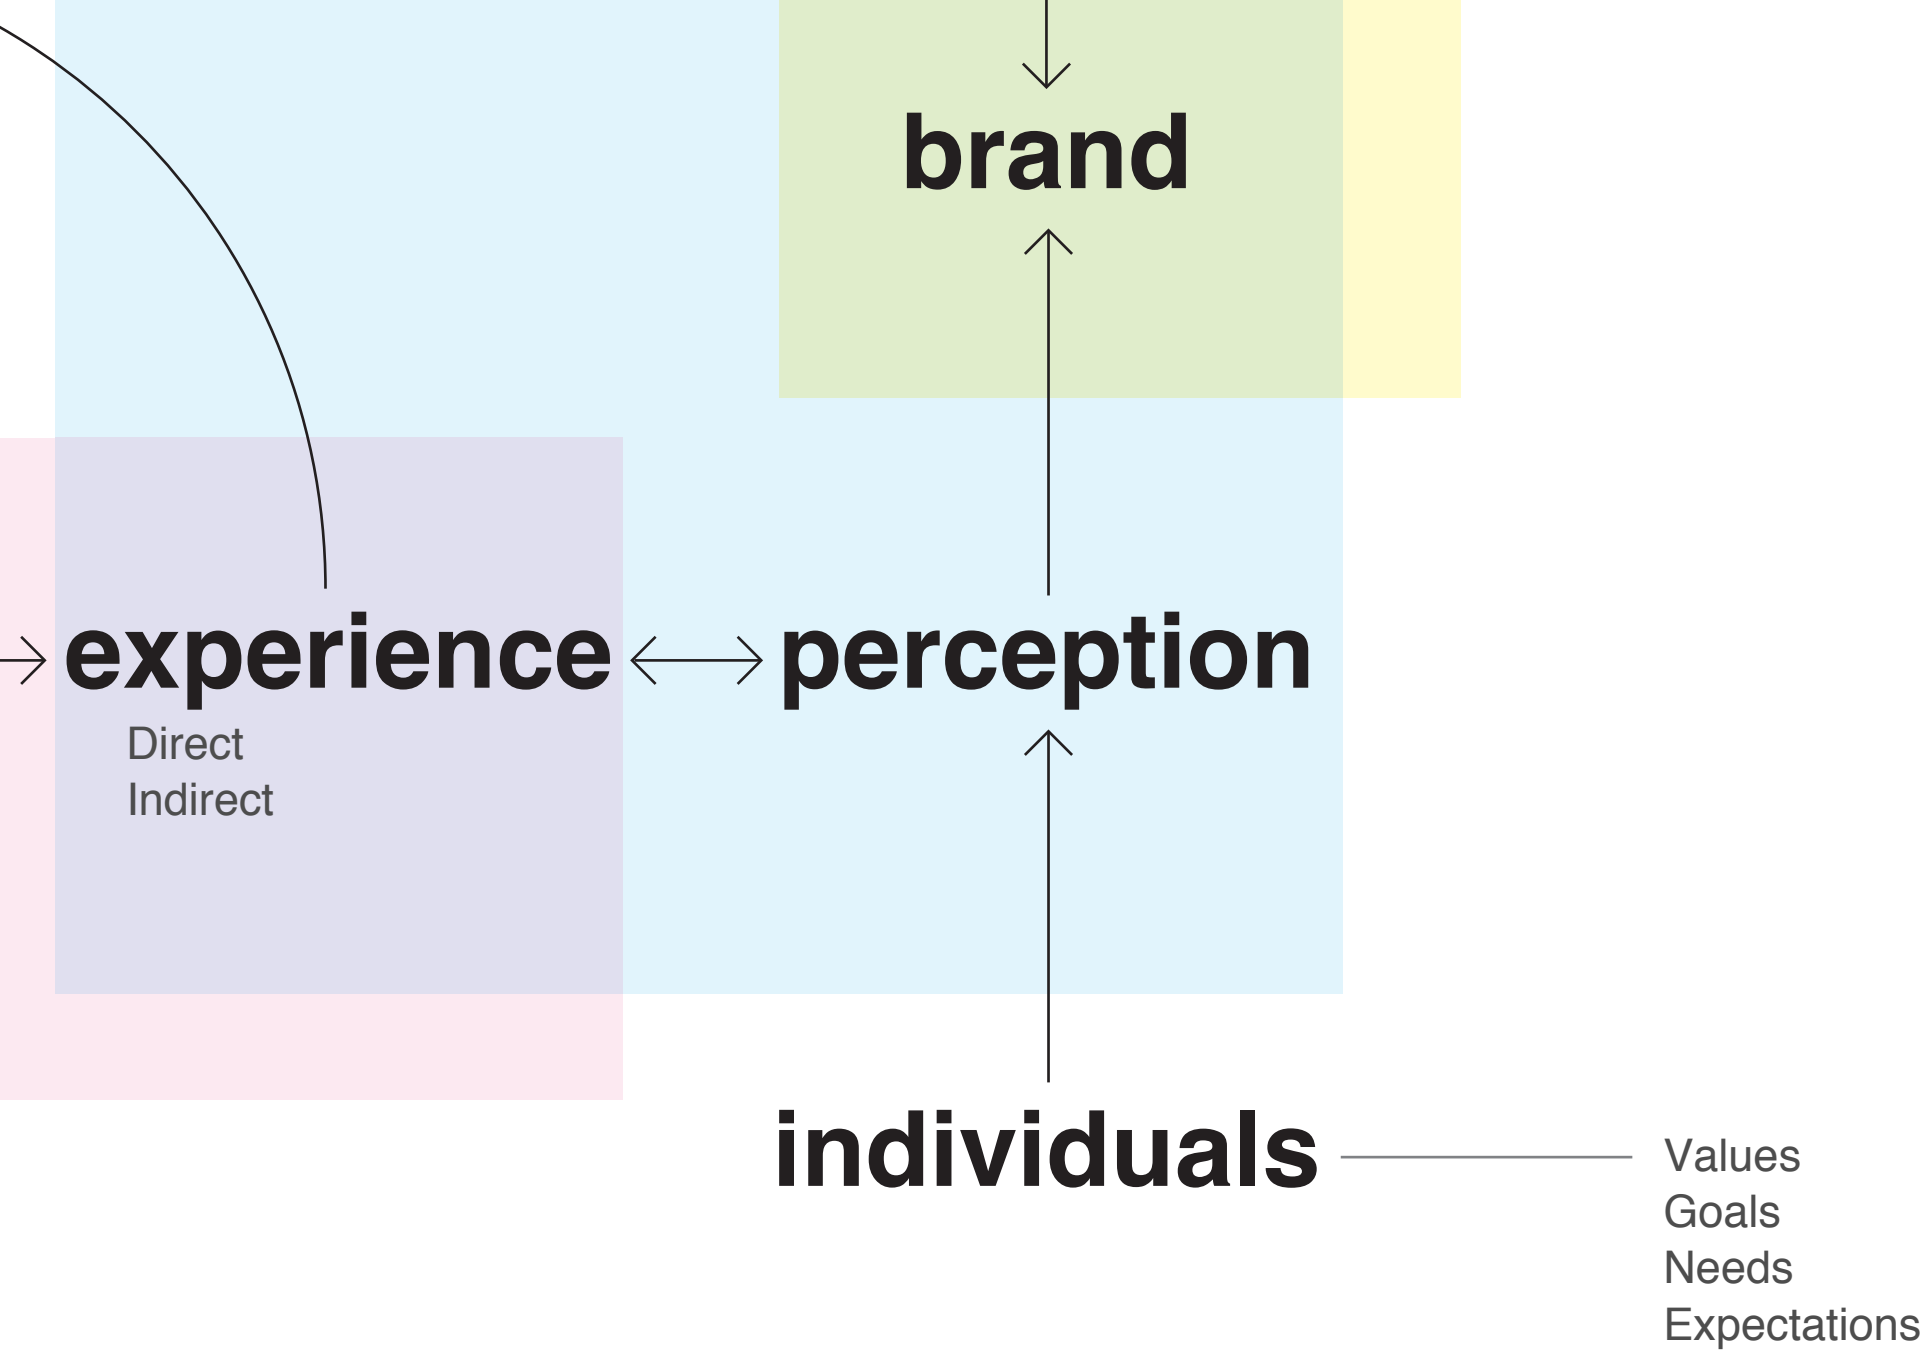 brand
experience
perception
Direct
Indirect
individuals
Values
Goals
Needs
Expectations